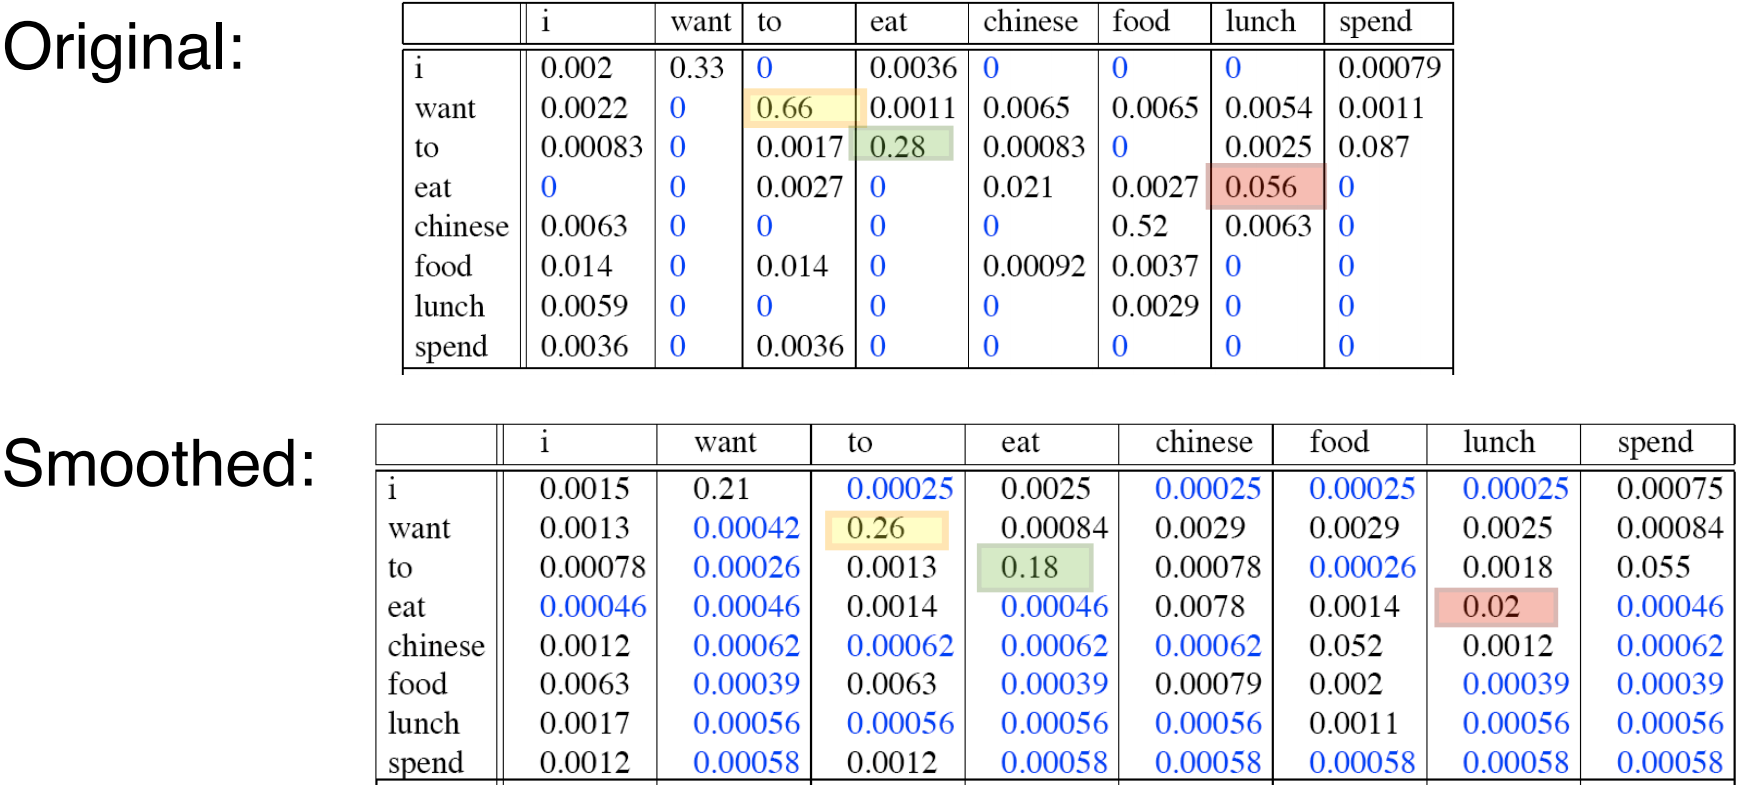 Original:
i want to eat chinese food lunch spend
i 0.002 0.33 0 0.0036 0 0 0 0.00079
want 0.0022 0 0.66 0.0011 0.0065 0.0065 0.0054 0.0011
to 0.00083 0 0.0017 0.28 0.00083 0 0.0025 0.087
eat 0 0 0.0027 0 0.021 0.0027 0.056 0
chinese 0.0063 0 0 0 0 0.52 0.0063 0
food 0.014 0 0.014 0 0.00092 0.0037 0 0
lunch 0.0059 0 0 0 0 0.0029 0 0
spend 0.0036 0 0.0036 0 0 0 0 0
Smoothed:
i want to eat chinese food lunch spend
i 0.0015 0.21 0.00025 0.0025 0.00025 0.00025 0.00025 0.00075
want 0.0013 0.00042 0.26 0.00084 0.0029 0.0029 0.0025 0.00084
to 0.00078 0.00026 0.0013 0.18 0.00078 0.00026 0.0018 0.055
eat 0.00046 0.00046 0.0014 0.00046 0.0078 0.0014 0.02 0.00046
chinese 0.0012 0.00062 0.00062 0.00062 0.00062 0.052 0.0012 0.00062
food 0.0063 0.00039 0.0063 0.00039 0.00079 0.002 0.00039 0.00039
lunch 0.0017 0.00056 0.00056 0.00056 0.00056 0.0011 0.00056 0.00056
spend 0.0012 0.00058 0.0012 0.00058 0.00058 0.00058 0.00058 0.00058